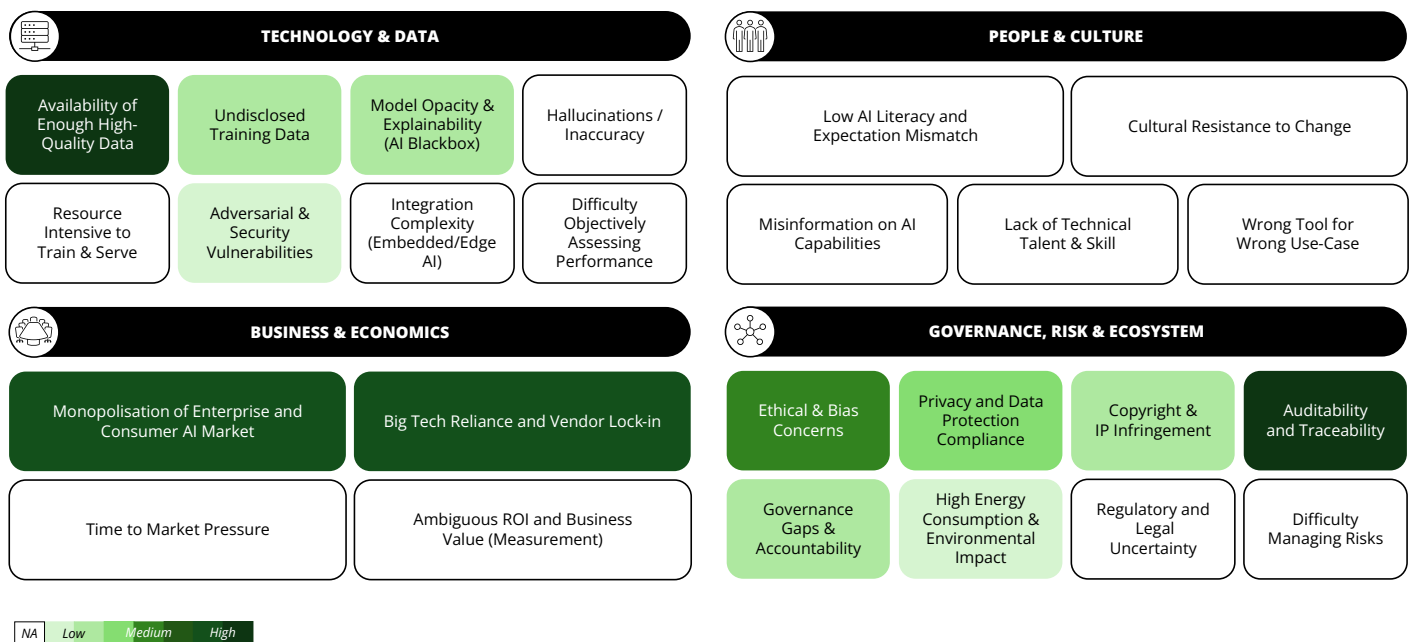 TECHNOLOGY & DATA
Availability of
Enough High-
Quality Data
Undisclosed
Training Data
Model Opacity &
Explainability
(AI Blackbox)
Hallucinations /
Inaccuracy
Resource
Intensive to
Train & Serve
Adversarial &
Security
Vulnerabilities
Integration
Complexity
(Embedded/Edge
AI)
Difficulty
Objectively
Assessing
Performance
PEOPLE & CULTURE
Low AI Literacy and
Expectation Mismatch
Cultural Resistance to Change
Misinformation on AI
Capabilities
Lack of Technical
Talent & Skill
Wrong Tool for
Wrong Use-Case
BUSINESS & ECONOMICS
Monopolisation of Enterprise and
Consumer AI Market
Big Tech Reliance and Vendor Lock-in
Time to Market Pressure
Ambiguous ROI and Business
Value (Measurement)
GOVERNANCE, RISK & ECOSYSTEM
Ethical & Bias
Concerns
Privacy and Data
Protection
Compliance
Copyright &
IP Infringement
Auditability
and Traceability
Governance
Gaps &
Accountability
High Energy
Consumption &
Environmental
Impact
Regulatory and
Legal
Uncertainty
Difficulty
Managing Risks
NA Low Medium High